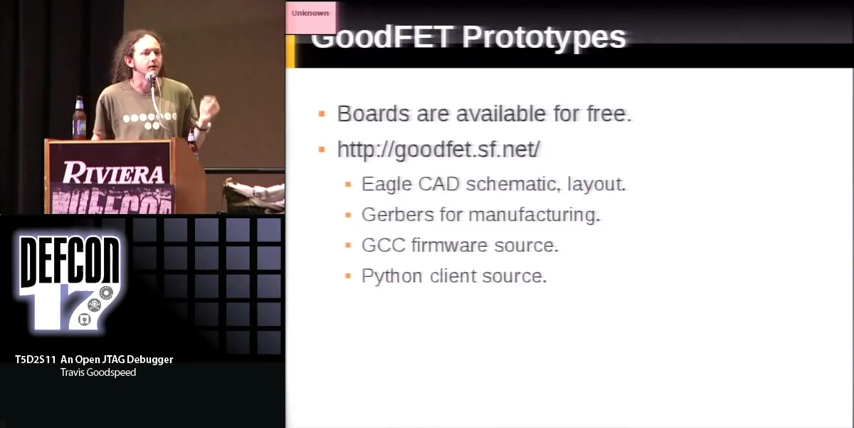 Unknown
GoodFET Prototypes
Boards are available for free.
http://goodfet.sf.net/
Eagle CAD schematic, layout.
Gerbers for manufacturing.
GCC firmware source.
Python client source.
RIVIERA
DEFCON
DEFCON
17
T5D2S11 An Open JTAG Debugger
Travis Goodspeed